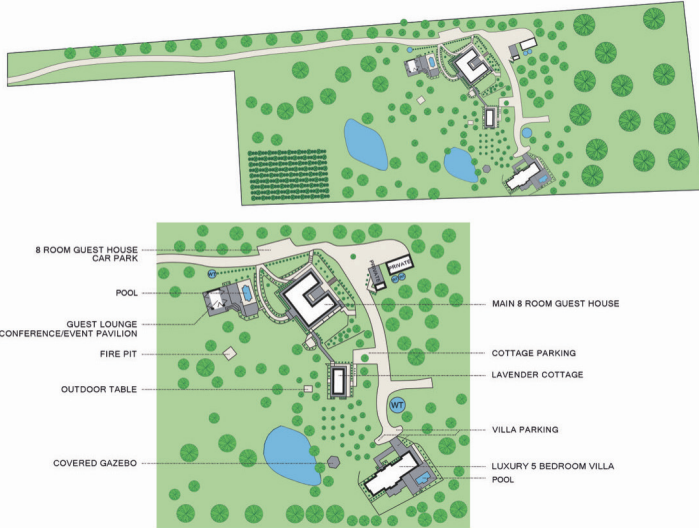 8 ROOM GUEST HOUSE
CAR PARK
PRIVATE
PRIVATE
WT
POOL
MAIN 8 ROOM GUEST HOUSE
GUEST LOUNGE
CONFERENCE/EVENT PAVILION
FIRE PIT
COTTAGE PARKING
LAVENDER COTTAGE
OUTDOOR TABLE
WT
VILLA PARKING
COVERED GAZEBO
LUXURY 5 BEDROOM VILLA
POOL